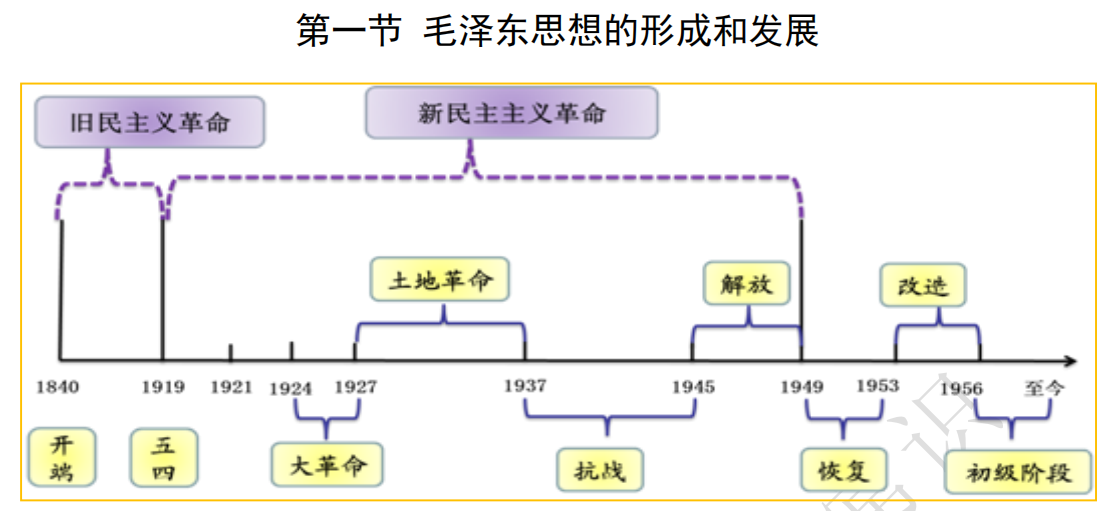 第一节 毛泽东思想的形成和发展
旧民主义革命
新民主主义革命
土地革命
解放
改造
1840
1919
1921
1924
1927
1937
1945
1949
1953
1956
至今
开
端
五
四
大革命
抗战
恢复
初级阶段
识